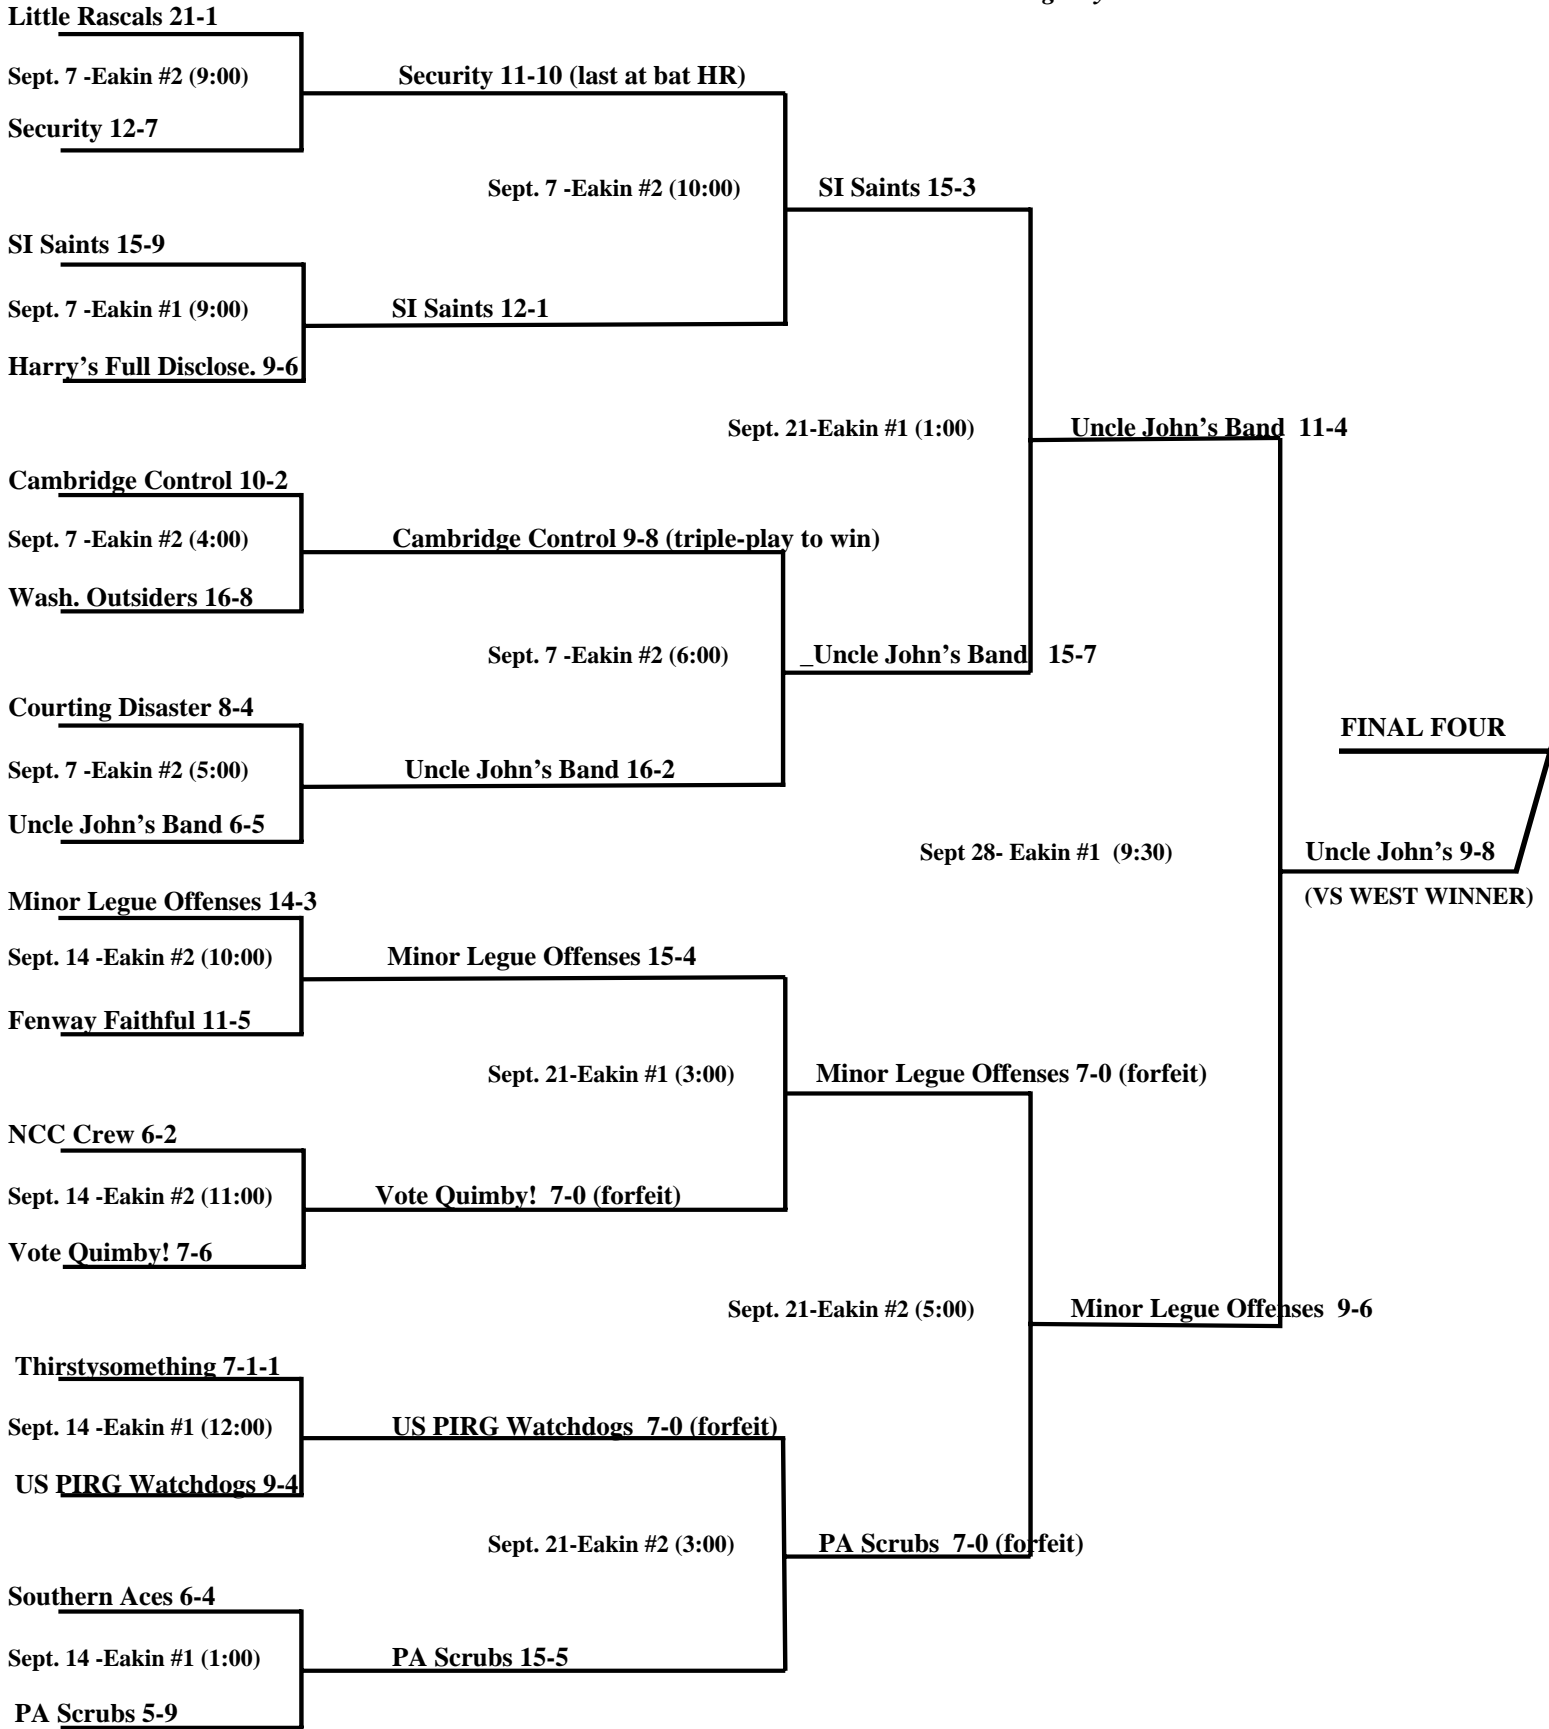 Little Rascals 21-1
Sept. 7 -Eakin #2 (9:00)
Security 11-10 (last at bat HR)
Security 12-7
Sept. 7 -Eakin #2 (10:00)
SI Saints 15-3
SI Saints 15-9
Sept. 7 -Eakin #1 (9:00)
SI Saints 12-1
Harry's Full Disclose. 9-6
Sept. 21-Eakin #1 (1:00)
Uncle John's Band 11-4
Cambridge Control 10-2
Sept. 7 -Eakin #2 (4:00)
Cambridge Control 9-8 (triple-play to win)
Wash. Outsiders 16-8
Sept. 7 -Eakin #2 (6:00)
_Uncle John's Band 15-7
Courting Disaster 8-4
FINAL FOUR
Sept. 7 -Eakin #2 (5:00)
Uncle John's Band 16-2
Uncle John's Band 6-5
Sept 28- Eakin #1 (9:30)
Uncle John's 9-8
(VS WEST WINNER)
Minor Legue Offenses 14-3
Sept. 14 -Eakin #2 (10:00)
Minor Legue Offenses 15-4
Fenway Faithful 11-5
Sept. 21-Eakin #1 (3:00)
Minor Legue Offenses 7-0 (forfeit)
NCC Crew 6-2
Sept. 14 -Eakin #2 (11:00)
Vote Quimby! 7-0 (forfeit)
Vote Quimby! 7-6
Sept. 21-Eakin #2 (5:00)
Minor Legue Offenses 9-6
Thirstysomething 7-1-1
Sept. 14 -Eakin #1 (12:00)
US PIRG Watchdogs 7-0 (forfeit)
US PIRG Watchdogs 9-4
Sept. 21-Eakin #2 (3:00)
PA Scrubs 7-0 (forfeit)
Southern Aces 6-4
Sept. 14 -Eakin #1 (1:00)
PA Scrubs 15-5
PA Scrubs 5-9